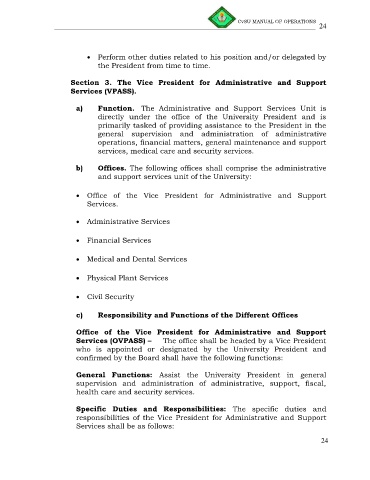 CvSU MANUAL OF OPERATIONS
24
• Perform other duties related to his position and/or delegated by
the President from time to time.
Section 3. The Vice President for Administrative and Support
Services (VPASS).
a) Function. The Administrative and Support Services Unit is
directly under the office of the University President and is
primarily tasked of providing assistance to the President in the
general supervision and administration of administrative
operations, financial matters, general maintenance and support
services, medical care and security services.
b) Offices. The following offices shall comprise the administrative
and support services unit of the University:
• Office of the Vice President for Administrative and Support
Services.
• Administrative Services
• Financial Services
• Medical and Dental Services
• Physical Plant Services
• Civil Security
c) Responsibility and Functions of the Different Offices
Office of the Vice President for Administrative and Support
Services (OVPASS) – The office shall be headed by a Vice President
who is appointed or designated by the University President and
confirmed by the Board shall have the following functions:
General Functions: Assist the University President in general
supervision and administration of administrative, support, fiscal,
health care and security services.
Specific Duties and Responsibilities: The specific duties and
responsibilities of the Vice President for Administrative and Support
Services shall be as follows:
24